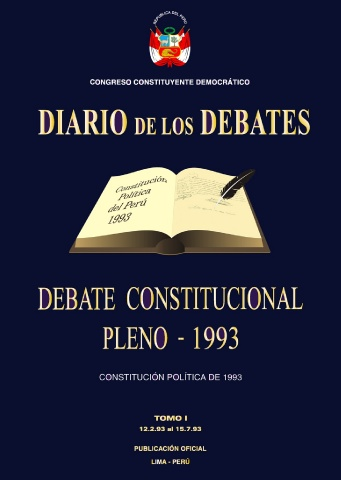 REPÚBLICA DEL PERÚ
CONGRESO CONSTITUYENTE DEMOCRÁTICO
DIARIO DE LOS DEBATES
Constitución
Política
del Perú
1993
DEBATE CONSTITUCIONAL
PLENO - 1993
CONSTITUCIÓN POLÍTICA DE 1993
TOMO I
12.2.93 al 15.7.93
PUBLICACIÓN OFICIAL
LIMA - PERÚ